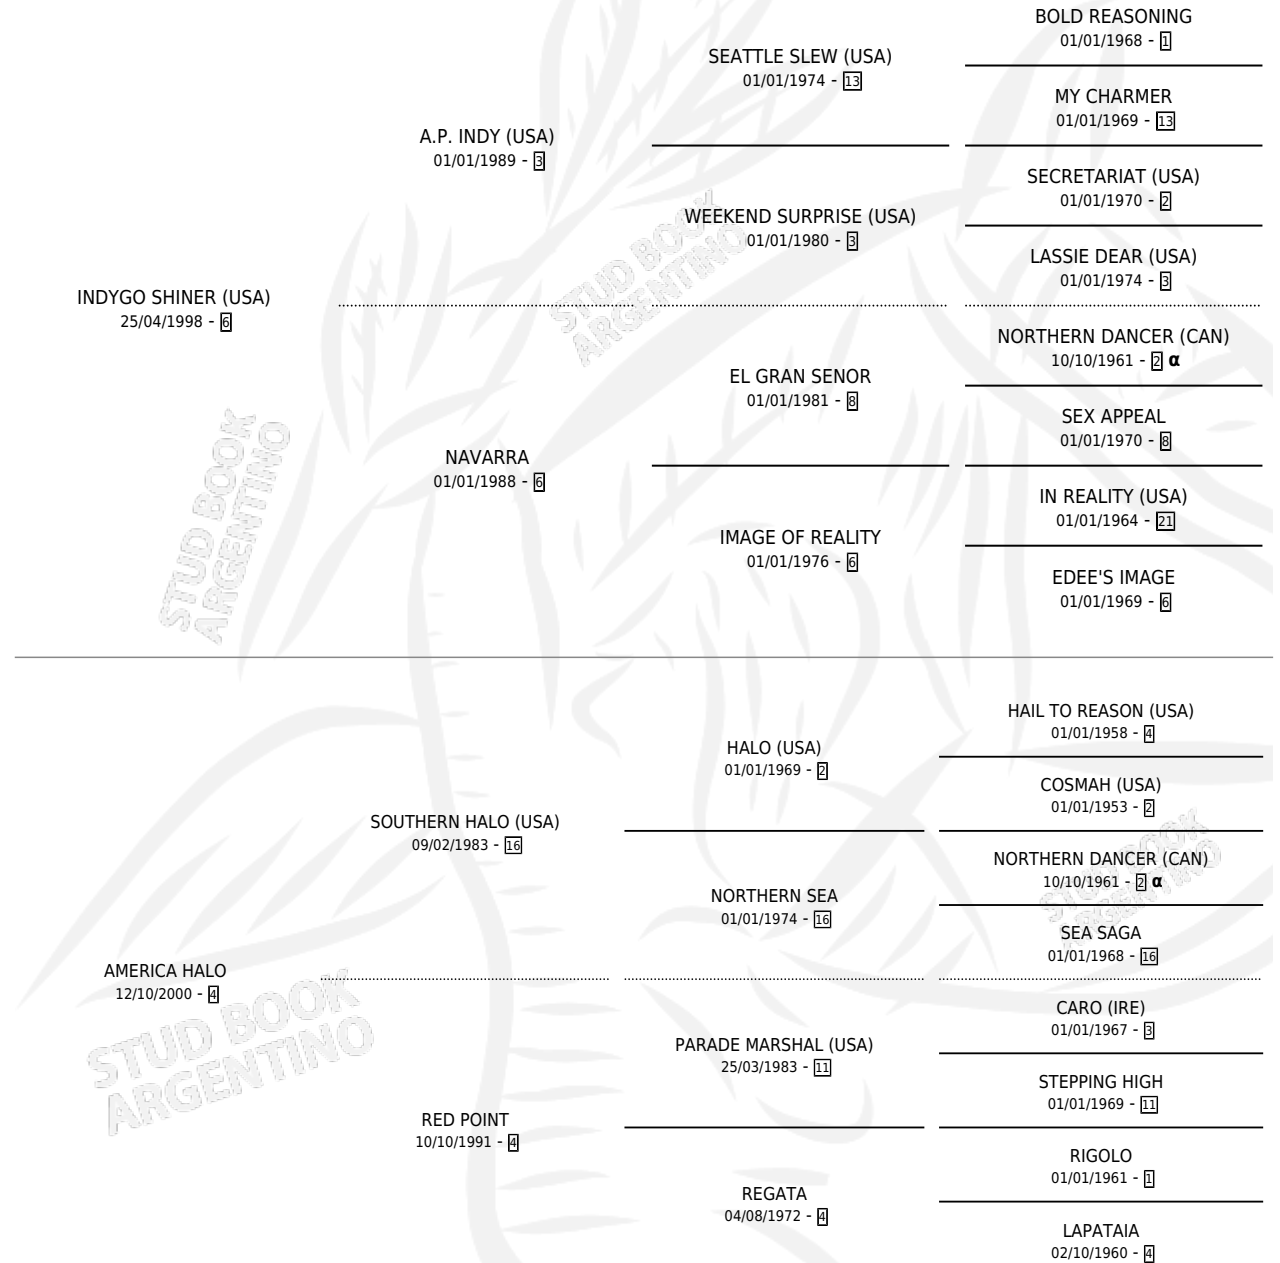 BOLD REASONING
01/01/1968 - 1
SEATTLE SLEW (USA)
01/01/1974 - 13
MY CHARMER
01/01/1969 - 13
A.P. INDY (USA)
01/01/1989 - 3
SECRETARIAT (USA)
01/01/1970 - 2
WEEKEND SURPRISE (USA)
01/01/1980 - 3
LASSIE DEAR (USA)
01/01/1974 - 3
INDYGO SHINER (USA)
25/04/1998 - 6
NORTHERN DANCER (CAN)
10/10/1961 - 2 α
EL GRAN SENOR
01/01/1981 - 8
SEX APPEAL
01/01/1970 - 8
NAVARRA
01/01/1988 - 6
IN REALITY (USA)
01/01/1964 - 21
IMAGE OF REALITY
01/01/1976 - 6
EDEE'S IMAGE
01/01/1969 - 6
HAIL TO REASON (USA)
01/01/1958 - 4
HALO (USA)
01/01/1969 - 2
COSMAH (USA)
01/01/1953 - 2
SOUTHERN HALO (USA)
09/02/1983 - 16
NORTHERN DANCER (CAN)
10/10/1961 - 2 α
NORTHERN SEA
01/01/1974 - 16
SEA SAGA
01/01/1968 - 16
AMERICA HALO
12/10/2000 - 4
CARO (IRE)
01/01/1967 - 3
PARADE MARSHAL (USA)
25/03/1983 - 11
STEPPING HIGH
01/01/1969 - 11
RED POINT
10/10/1991 - 4
RIGOLO
01/01/1961 - 1
REGATA
04/08/1972 - 4
LAPATAIA
02/10/1960 - 4
STUD BOOK
ARGENTINO
STUD BOOK
ARGENTINO
STUD BOOK
ARGENTINO
STUD BOOK
ARGENTINO